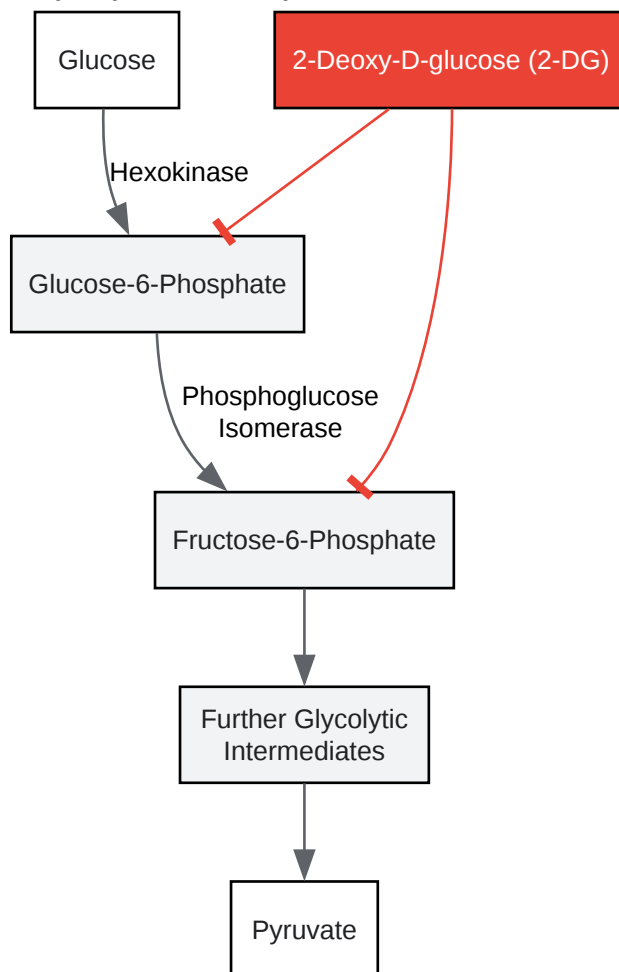 Glucose
2-Deoxy-D-glucose (2-DG)
Hexokinase
Glucose-6-Phosphate
Phosphoglucose
Isomerase
Fructose-6-Phosphate
Further Glycolytic
Intermediates
Pyruvate